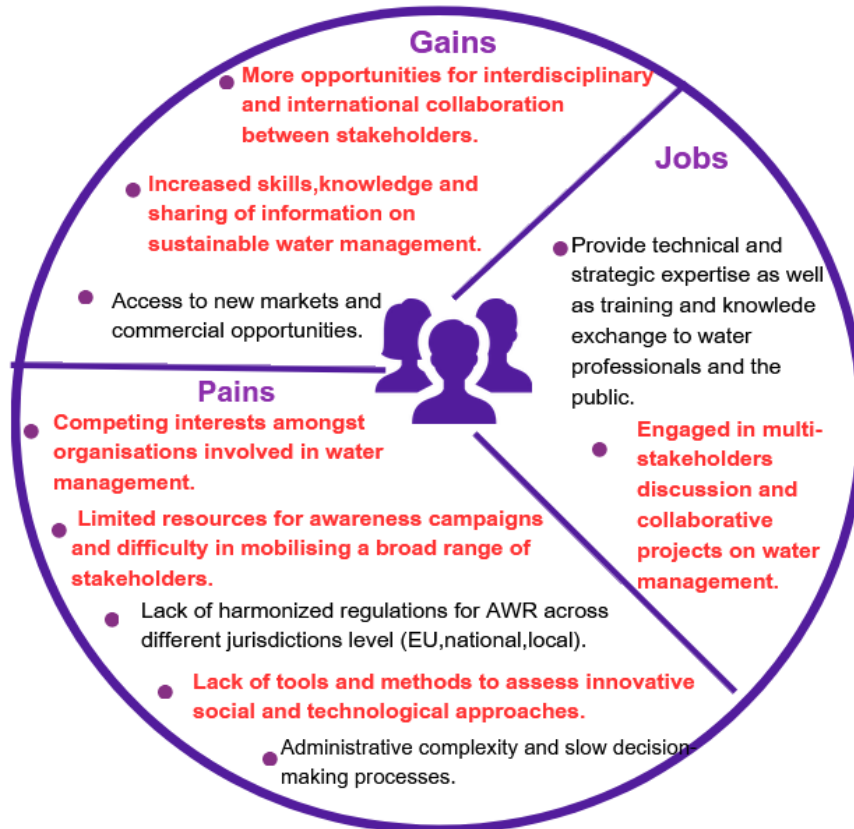 Gains
More opportunities for interdisciplinary
and international collaboration
between stakeholders.
Increased skills,knowledge and
sharing of information on
sustainable water management.
Access to new markets and
commercial opportunities.
Jobs
Provide technical and
strategic expertise as well
as training and knowlede
exchange to water
professionals and the
public.
Engaged in multi-
stakeholders
discussion and
collaborative
projects on water
management.
Pains
Competing interests amongst
organisations involved in water
management.
Limited resources for awareness campaigns
and difficulty in mobilising a broad range of
stakeholders.
Lack of harmonized regulations for AWR across
different jurisdictions level (EU,national,local).
Lack of tools and methods to assess innovative
social and technological approaches.
Administrative complexity and slow decision-
making processes.